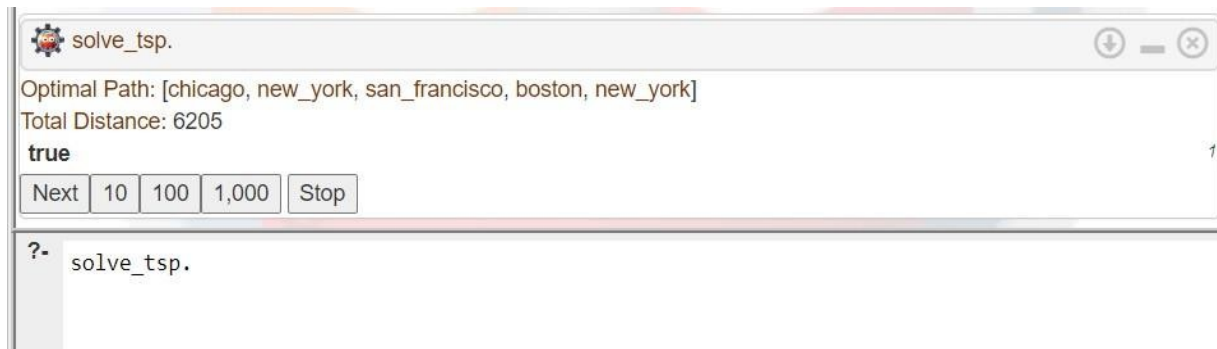 solve_tsp.
Optimal Path: [chicago, new_york, san_francisco, boston, new_york]
Total Distance: 6205
true
1
Next 10 100 1,000 Stop
?- solve_tsp.